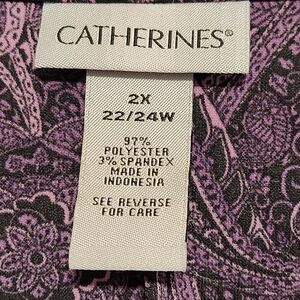 CATHERINES®
2X
22/24W
97%
POLYESTER
3% SPANDEX
MADE IN
INDONESIA
SEE REVERSE
FOR CARE